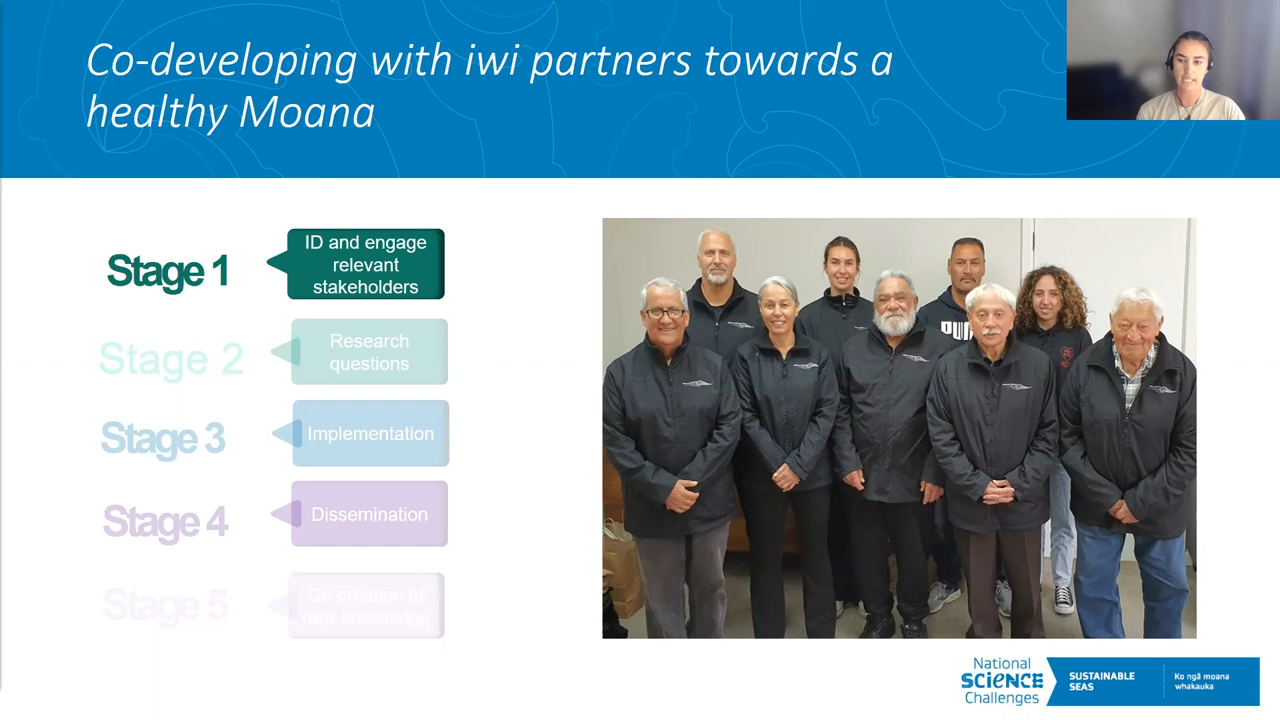 Co-developing with iwi partners towards a
healthy Moana
Stage 1
ID and engage
relevant
stakeholders
Stage 2
Research
questions
Stage 3
Implementation
Stage 4
Dissemination
Stage 5
Co-creation of
new knowledge
PUM
National
SCIENCE
Challenges
SUSTAINABLE
SEAS
Ko ngā moana
whakauka